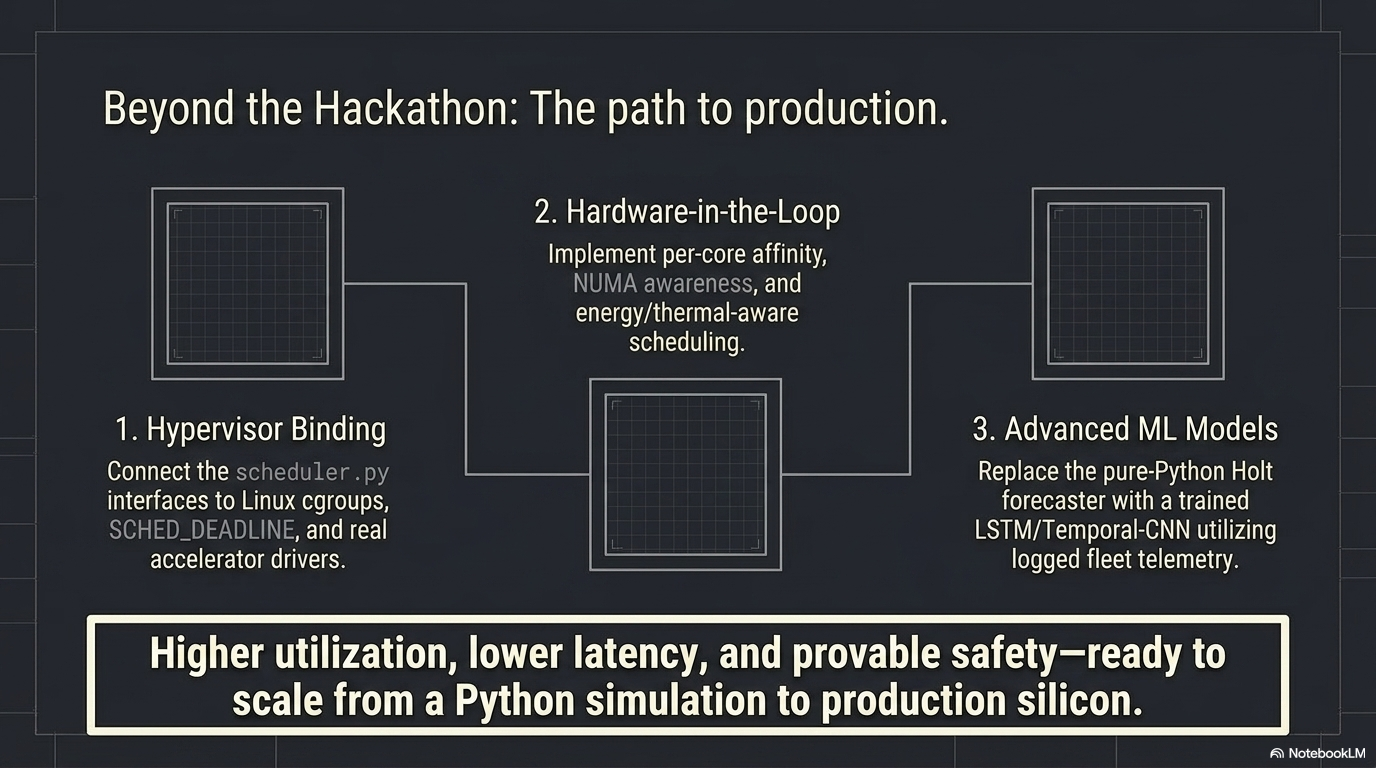 Beyond the Hackathon: The path to production.
1. Hypervisor Binding
Connect the scheduler.py
interfaces to Linux cgroups,
SCHED_DEADLINE, and real
accelerator drivers.
2. Hardware-in-the-Loop
Implement per-core affinity,
NUMA awareness, and
energy/thermal-aware
scheduling.
3. Advanced ML Models
Replace the pure-Python Holt
forecaster with a trained
LSTM/Temporal-CNN utilizing
logged fleet telemetry.
Higher utilization, lower latency, and provable safety—ready to
scale from a Python simulation to production silicon.
NotebookLM